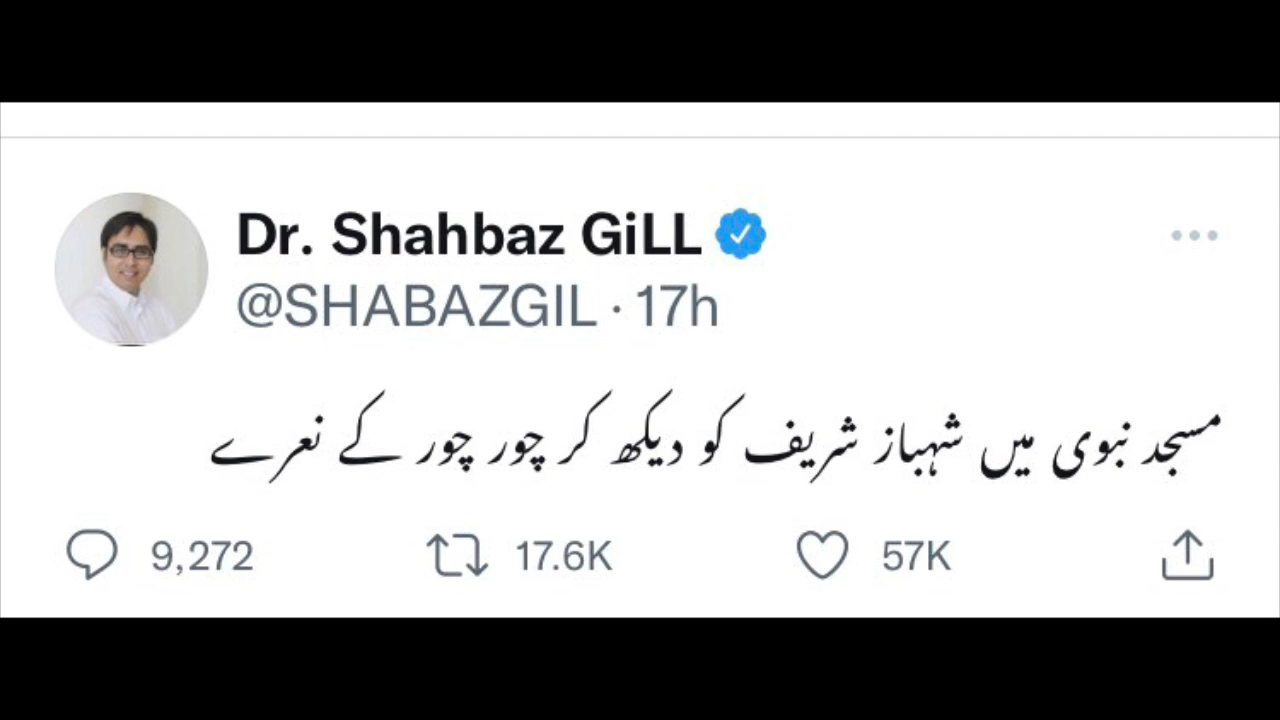 Dr. Shahbaz GiLL
@SHABAZGIL · 17h
مسجد نبوی میں شہباز شریف کو دیکھ کر چور چور کے نعرے
9,272 17.6K 57K